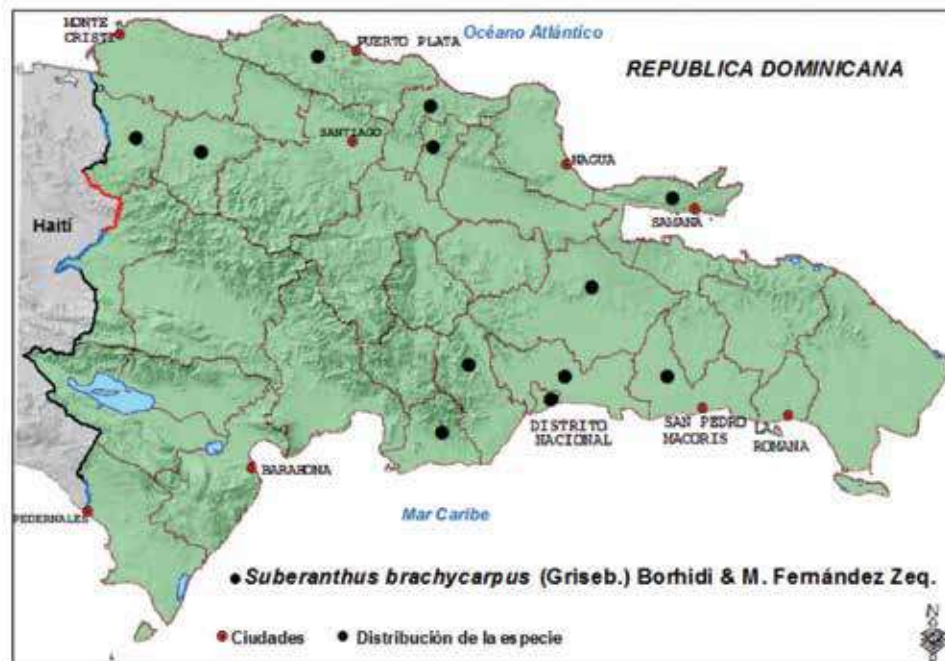 MONTE
CRISTI
PUERTO PLATA
Océano Atlántico
REPUBLICA DOMINICANA
SANTIAGO
NAGUA
Haití
SAMANA
DISTRITO
NACIONAL
SAN PEDRO
MACORIS
LA
ROMANA
BARAHONA
PEDERNALES
Mar Caribe
Suberanthus brachycarpus (Griseb.) Borhidi & M. Fernández Zeq.
Ciudades
Distribución de la especie
N